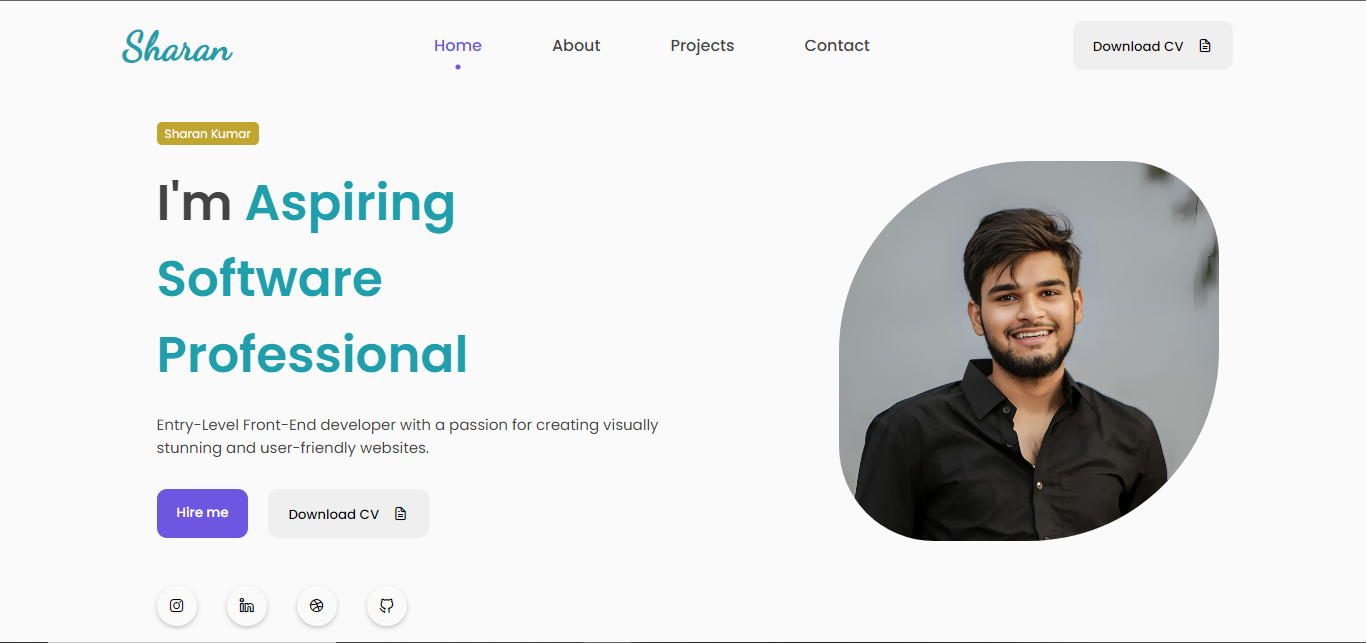 Sharan
Home
About
Projects
Contact
Download CV
Sharan Kumar
I'm Aspiring
Software
Professional
Entry-Level Front-End developer with a passion for creating visually
stunning and user-friendly websites.
Hire me
Download CV